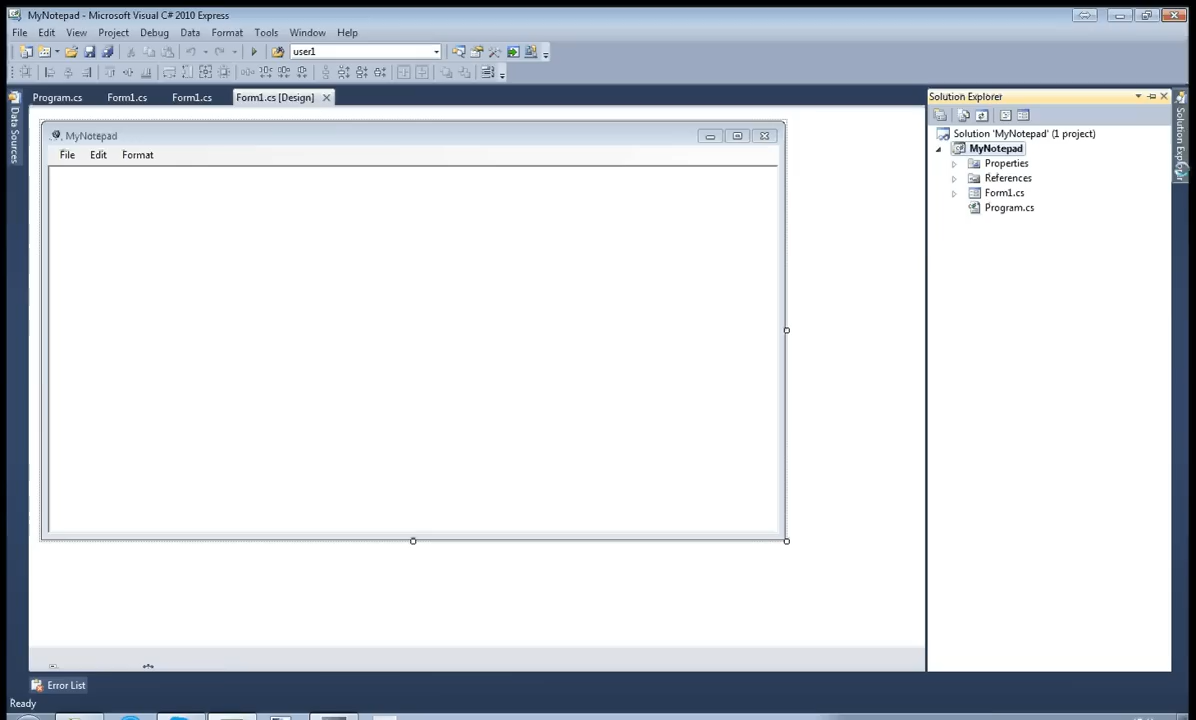 MyNotepad - Microsoft Visual C# 2010 Express
File Edit View Project Debug Data Format Tools Window Help
user1
Program.cs Form1.cs Form1.cs Form1.cs [Design]
Data Sources
MyNotepad
File Edit Format
Solution Explorer
Solution 'MyNotepad' (1 project)
MyNotepad
Properties
References
Form1.cs
Program.cs
Solution Explorer
Error List
Ready